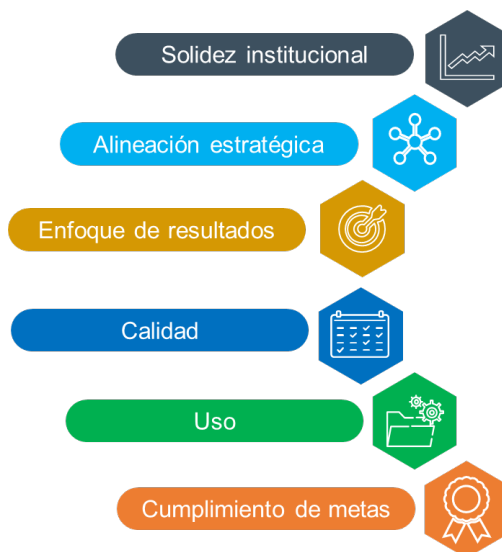 Solidez institucional
Alineación estratégica
Enfoque de resultados
Calidad
Uso
Cumplimiento de metas